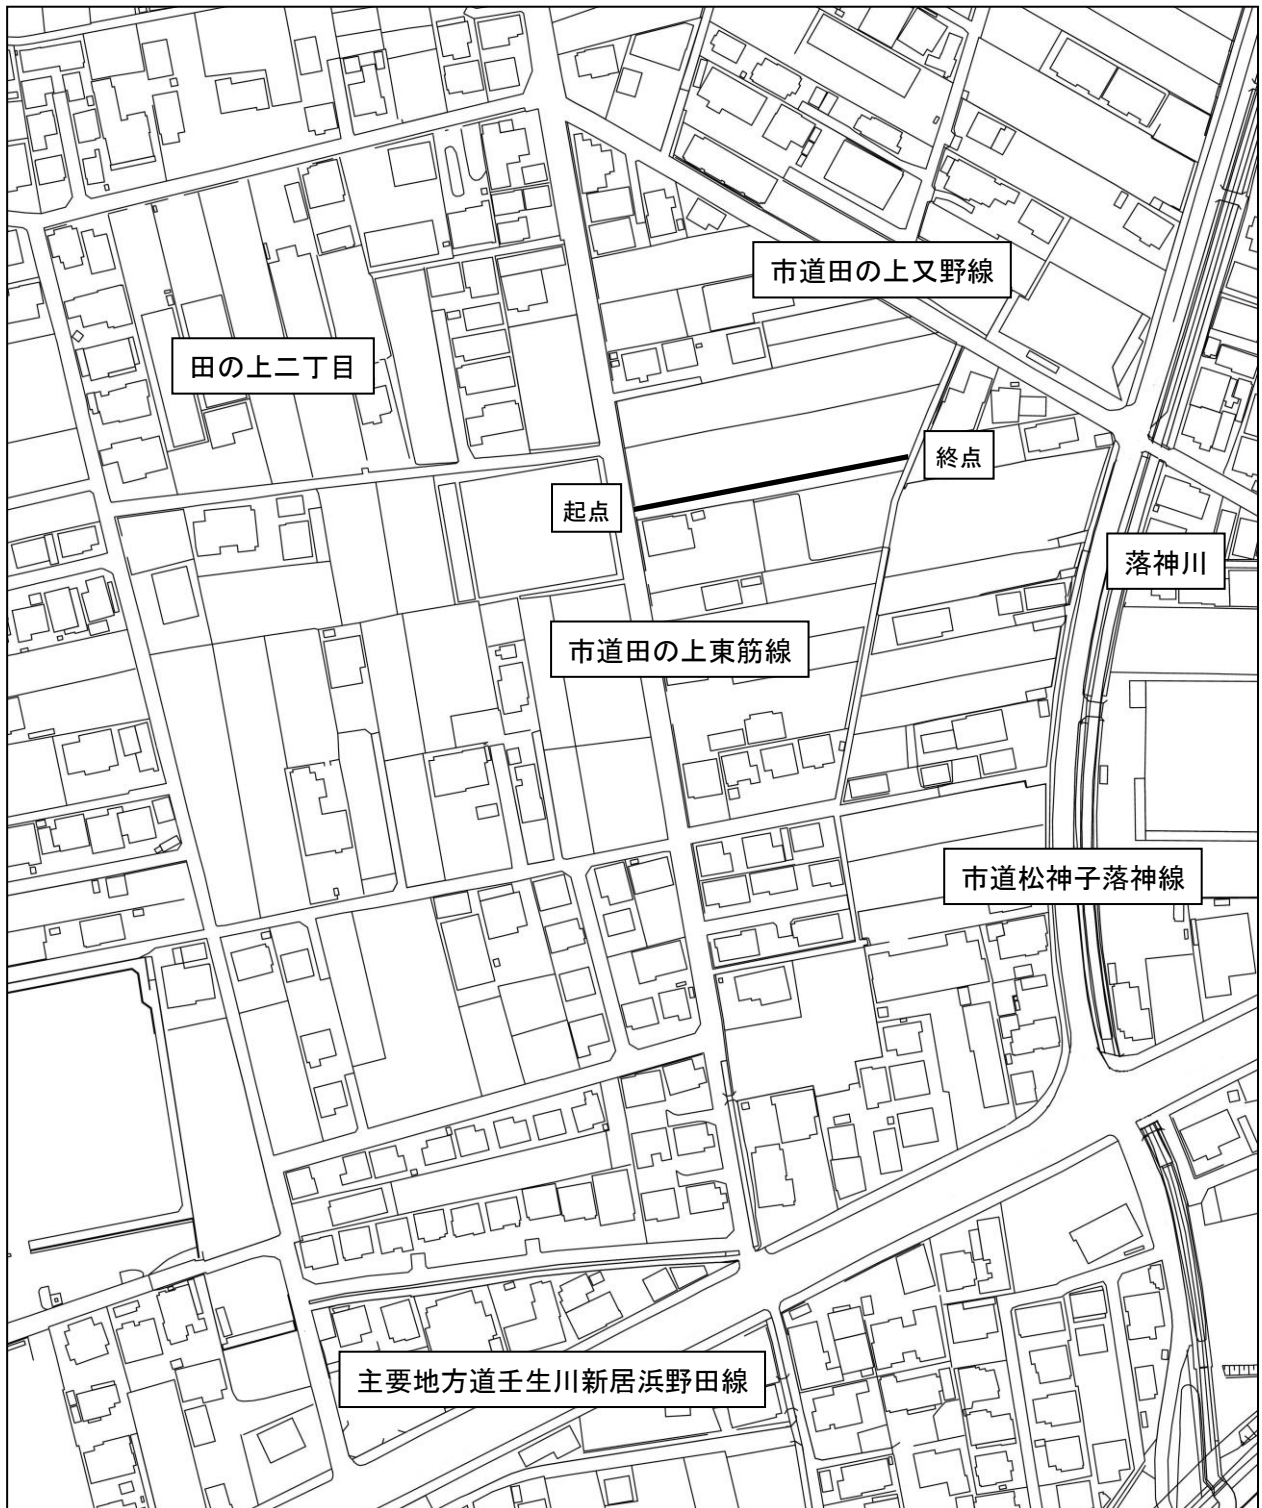 市道田の上又野線
田の上二丁目
終点
起点
落神川
市道田の上東筋線
市道松神子落神線
主要地方道壬生川新居浜野田線